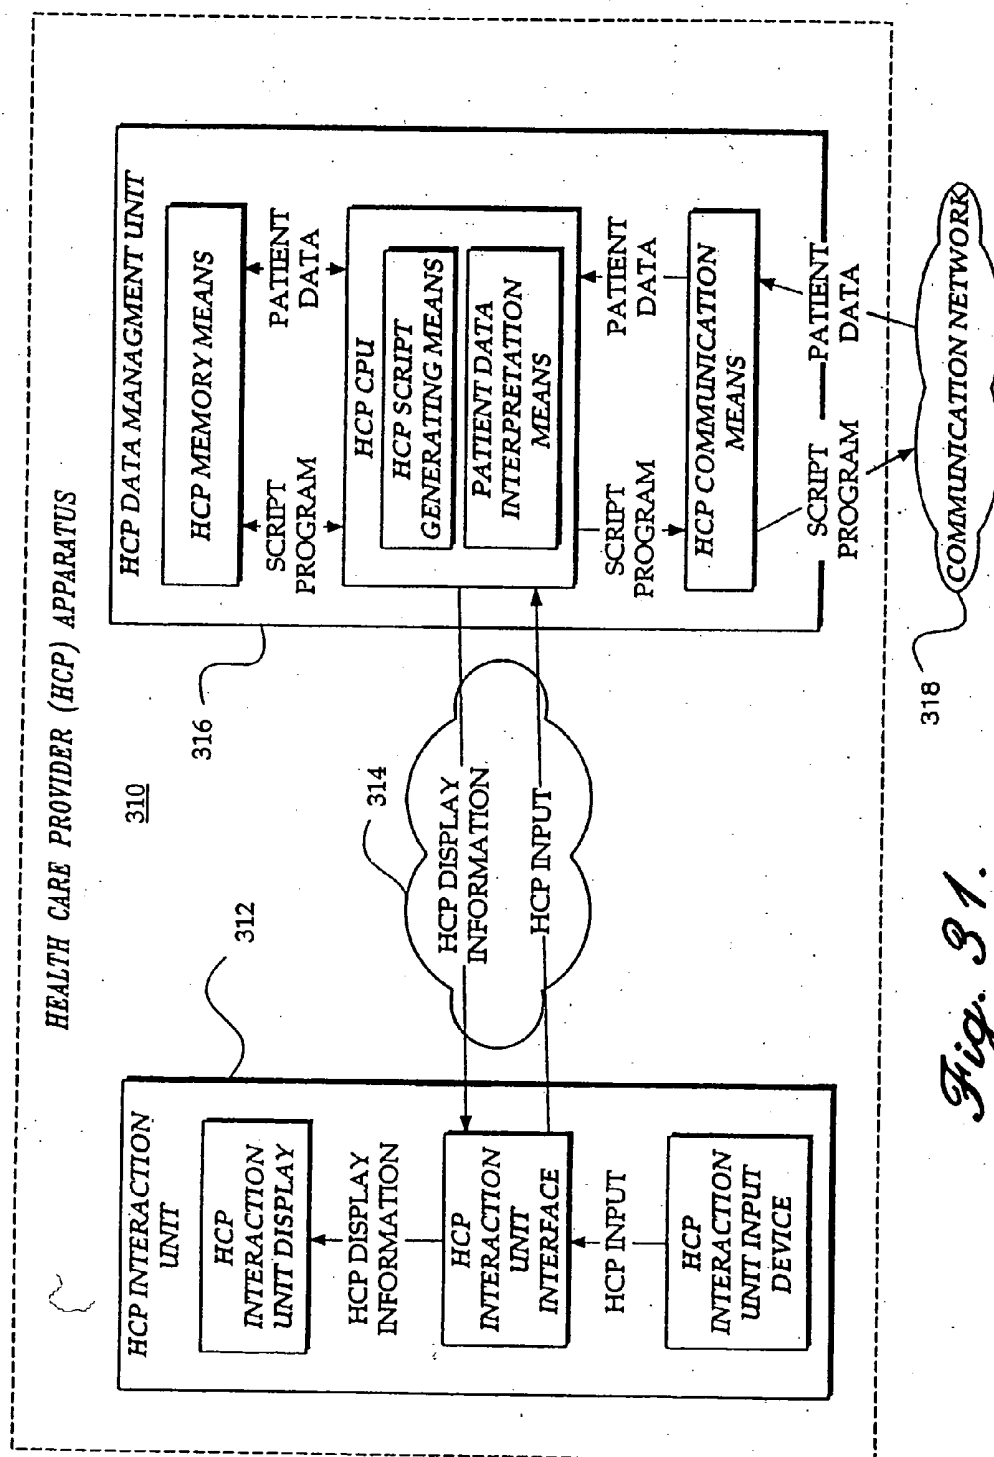 HEALTH CARE PROVIDER (HCP) APPARATUS
310
312
HCP INTERACTION
UNIT
HCP
INTERACTION
UNIT DISPLAY
HCP DISPLAY
INFORMATION
HCP
INTERACTION
UNIT
INTERFACE
HCP INPUT
HCP
INTERACTION
UNIT INPUT
DEVICE
314
HCP DISPLAY
INFORMATION
HCP INPUT
316
HCP DATA MANAGMENT UNIT
HCP MEMORY MEANS
SCRIPT
PROGRAM
PATIENT
DATA
HCP CPU
HCP SCRIPT
GENERATING MEANS
PATIENT DATA
INTERPRETATION
MEANS
SCRIPT
PROGRAM
PATIENT
DATA
HCP COMMUNICATION
MEANS
SCRIPT
PROGRAM
PATIENT
DATA
318
COMMUNICATION NETWORK
Fig. 31.